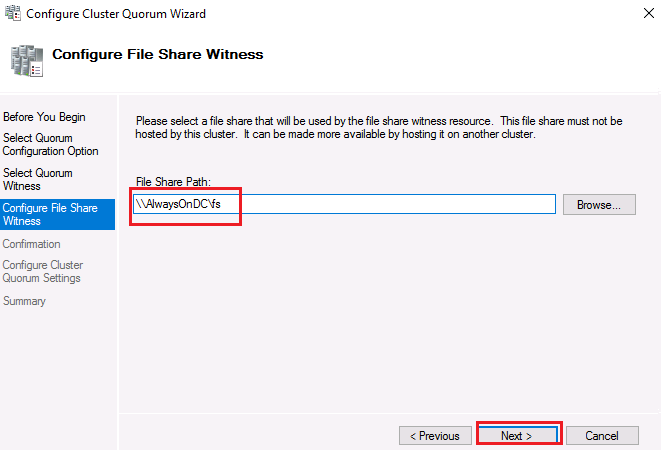 Configure Cluster Quorum Wizard
Configure File Share Witness
Before You Begin
Select Quorum
Configuration Option
Select Quorum
Witness
Configure File Share
Witness
Confirmation
Configure Cluster
Quorum Settings
Summary
Please select a file share that will be used by the file share witness resource. This file share must not be
hosted by this cluster. It can be made more available by hosting it on another cluster.
File Share Path:
\\AlwaysOnDC\fs
Browse...
< Previous
Next >
Cancel